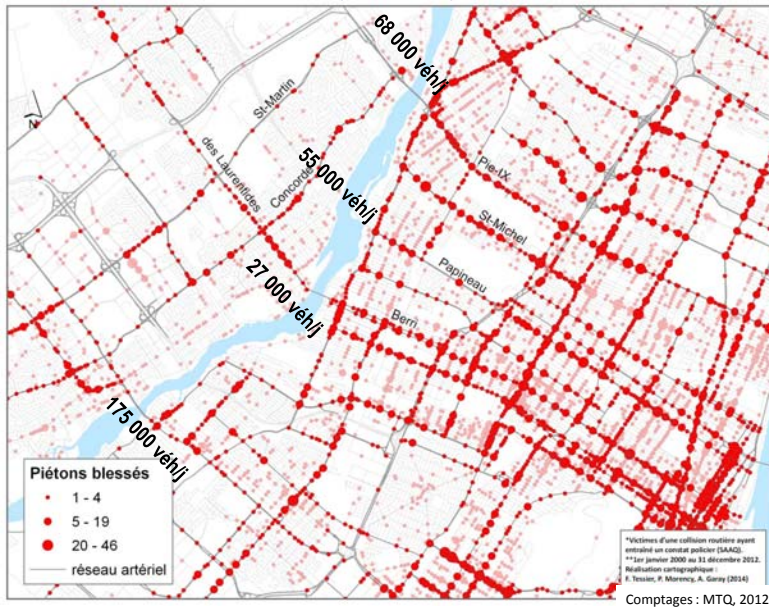 68 000 véh/j
St-Martin
des Laurentides
Concorde
55 000 véh/j
Pie-IX
St-Michel
Papineau
27 000 véh/j
Berri
175 000 véh/j
Piétons blessés
1 - 4
5 - 19
20 - 46
réseau artériel
*Victimes d'une collision routière ayant
entraîné un constat policier (SAAQ).
**1er janvier 2000 au 31 décembre 2012.
Réalisation cartographique :
F. Tessier, P. Morency, A. Garay (2014)
Comptages : MTQ, 2012